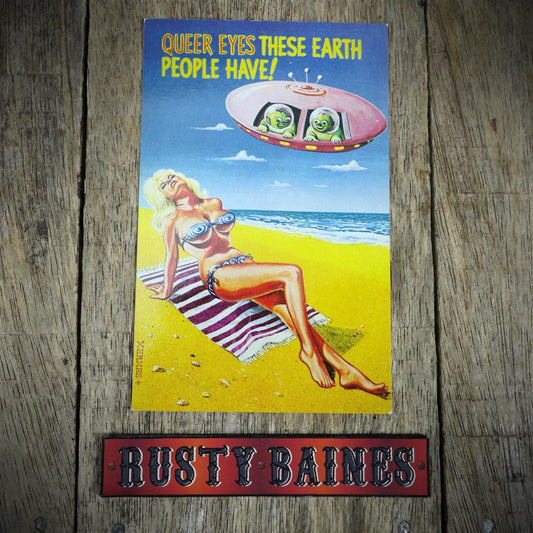 QUEER EYES THESE EARTH
PEOPLE HAVE!
RUSTY BAINES